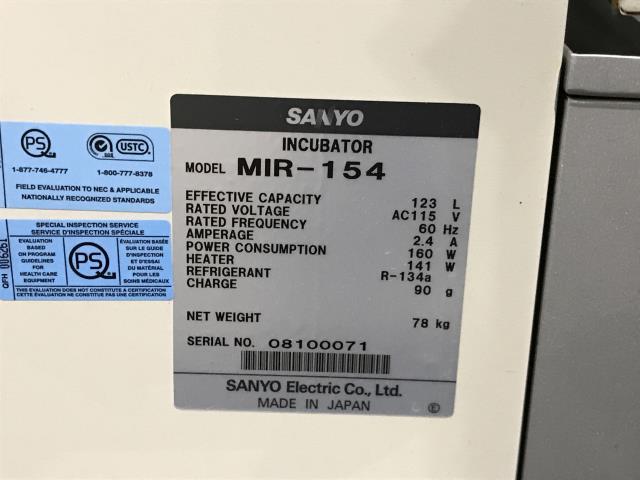 SANYO
INCUBATOR
MODEL MIR-154
EFFECTIVE CAPACITY 123 L
RATED VOLTAGE AC115 V
RATED FREQUENCY 60 Hz
AMPERAGE 2.4 A
POWER CONSUMPTION 160 W
HEATER 141 W
REFRIGERANT R-134a
CHARGE 90 g
NET WEIGHT 78 kg
SERIAL NO. 08100071
SANYO Electric Co., Ltd.
MADE IN JAPAN E
PS USTC
1-877-746-4777 1-800-777-8378
FIELD EVALUATION TO NEC & APPLICABLE
NATIONALLY RECOGNIZED STANDARDS
SPECIAL INSPECTION SERVICE
SERVICE D'INSPECTION SPÉCIALE
EVALUATION
BASED
ON PROGRAM
GUIDELINES
FOR
HEALTH CARE
EQUIPMENT
PS
ÉVALUATION BASÉE
SUR LE GUIDE
D'INSPECTION
ET D'ESSAI
DU MATÉRIAL
POUR LES
SOINS MÉDICAUX
THIS EVALUATION DOES NOT CONSTITUTE A CERTIFICATION
CETTE ÉVALUATION NE CONSTITUE PAS UNE CERTIFICATION